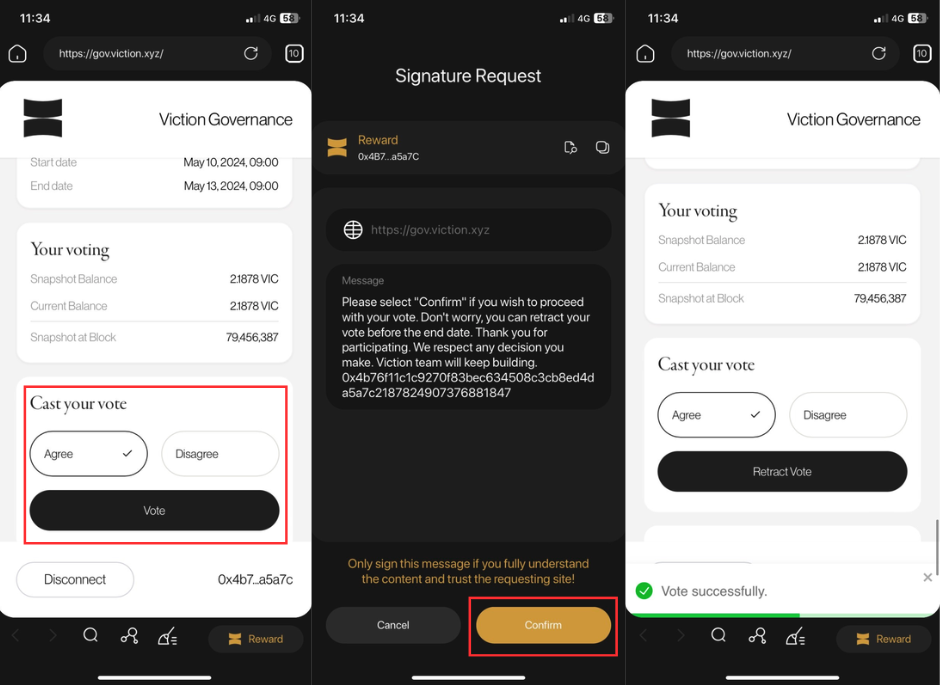 11:34
4G 58
https://gov.viction.xyz/
10
Viction Governance
Start date May 10, 2024, 09:00
End date May 13, 2024, 09:00
Your voting
Snapshot Balance 2.1878 VIC
Current Balance 2.1878 VIC
Snapshot at Block 79,456,387
Cast your vote
Agree Disagree
Vote
Disconnect 0x4b7...a5a7c
Reward
11:34
4G 58
Signature Request
Reward
0x4B7...a5a7C
https://gov.viction.xyz
Message
Please select "Confirm" if you wish to proceed
with your vote. Don't worry, you can retract your
vote before the end date. Thank you for
participating. We respect any decision you
make. Viction team will keep building.
0x4b76f11c1c9270f83bec634508c3cb8ed4d
a5a7c2187824907376881847
Only sign this message if you fully understand
the content and trust the requesting site!
Cancel Confirm
11:34
4G 58
https://gov.viction.xyz/
10
Viction Governance
Your voting
Snapshot Balance 2.1878 VIC
Current Balance 2.1878 VIC
Snapshot at Block 79,456,387
Cast your vote
Agree Disagree
Retract Vote
Vote successfully.
Reward